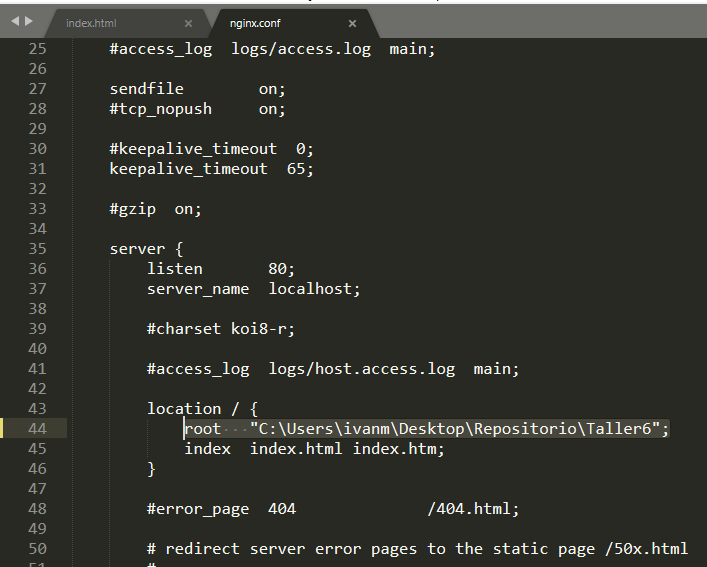 index.html × nginx.conf ×
25 #access_log logs/access.log main;
26
27 sendfile on;
28 #tcp_nopush on;
29
30 #keepalive_timeout 0;
31 keepalive_timeout 65;
32
33 #gzip on;
34
35 server {
36 listen 80;
37 server_name localhost;
38
39 #charset koi8-r;
40
41 #access_log logs/host.access.log main;
42
43 location / {
44 root "C:\Users\ivanm\Desktop\Repositorio\Taller6";
45 index index.html index.htm;
46 }
47
48 #error_page 404 /404.html;
49
50 # redirect server error pages to the static page /50x.html
51 #